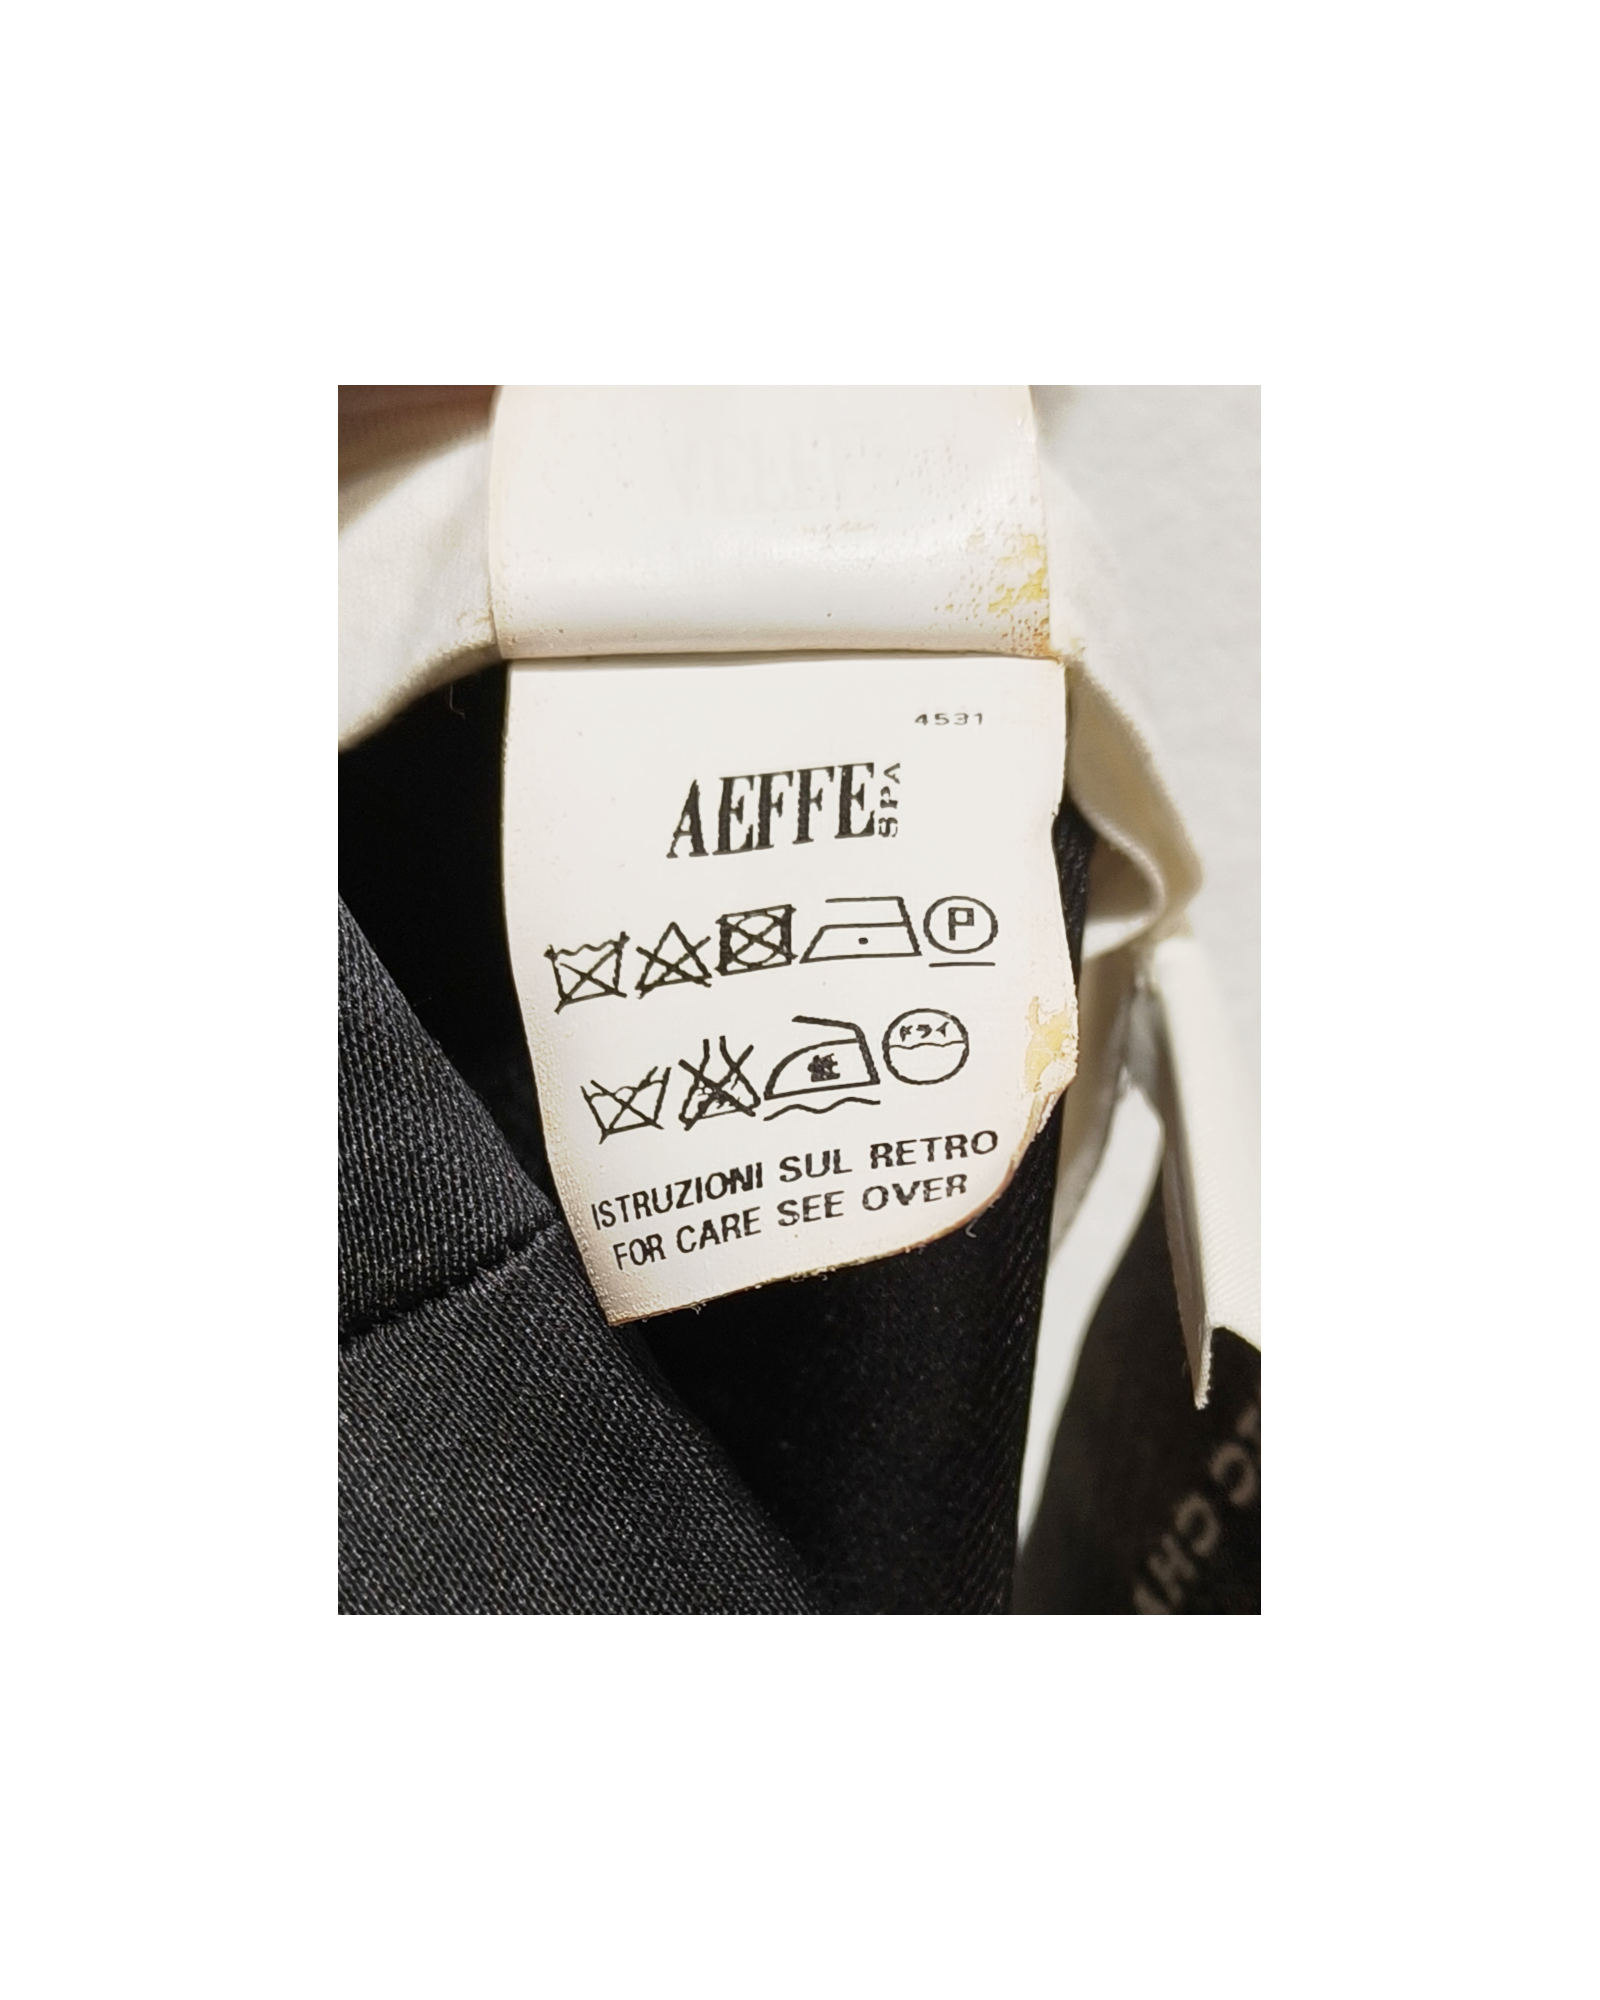 4531
AEFFE SPA
P
ドライ
ISTRUZIONI SUL RETRO
FOR CARE SEE OVER